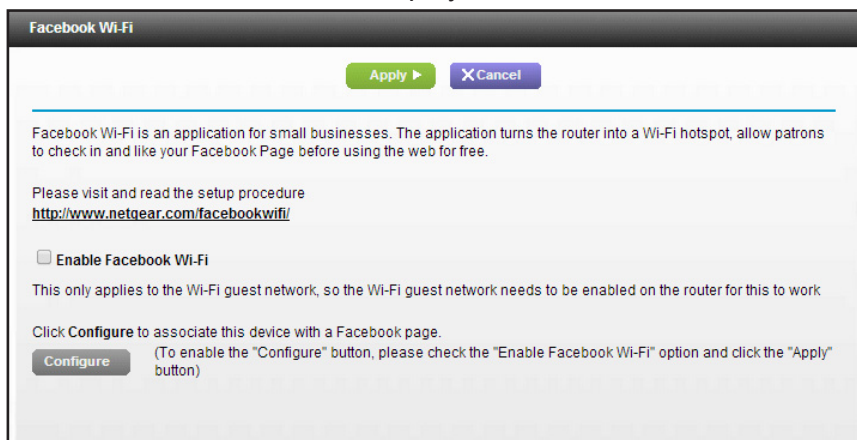 Facebook Wi-Fi
Apply ▶
X Cancel
Facebook Wi-Fi is an application for small businesses. The application turns the router into a Wi-Fi hotspot, allow patrons
to check in and like your Facebook Page before using the web for free.
Please visit and read the setup procedure
http://www.netgear.com/facebookwifi/
Enable Facebook Wi-Fi
This only applies to the Wi-Fi guest network, so the Wi-Fi guest network needs to be enabled on the router for this to work
Click Configure to associate this device with a Facebook page.
Configure (To enable the "Configure" button, please check the "Enable Facebook Wi-Fi" option and click the "Apply"
button)